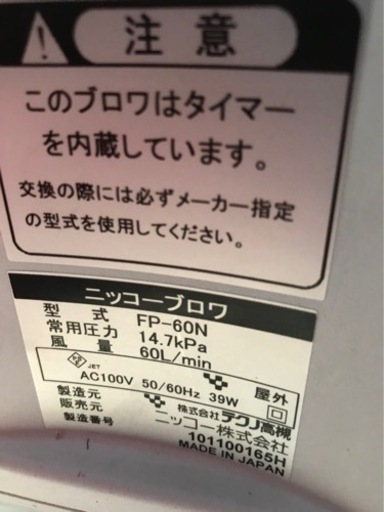 注意
このブロワはタイマー
を内蔵しています。
交換の際には必ずメーカー指定
の型式を使用してください。
ニッコーブロワ
型式 FP-60N
常用圧力 14.7kPa
風量 60L/min
JET AC100V 50/60Hz 39W 屋外
製造元 株式会社テクノ高槻
販売元 ニッコー株式会社
製造番号 101100165H
MADE IN JAPAN